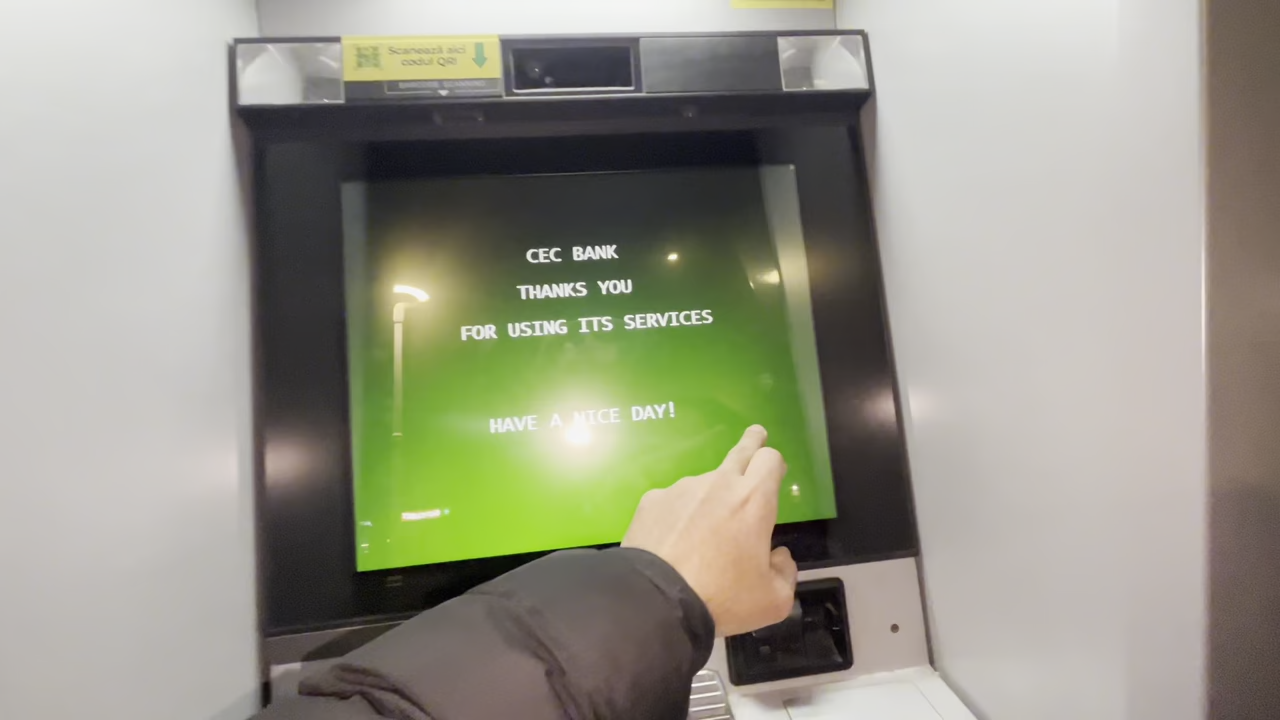 Scanează aici
codul QR!
CEC BANK
THANKS YOU
FOR USING ITS SERVICES
HAVE A NICE DAY!